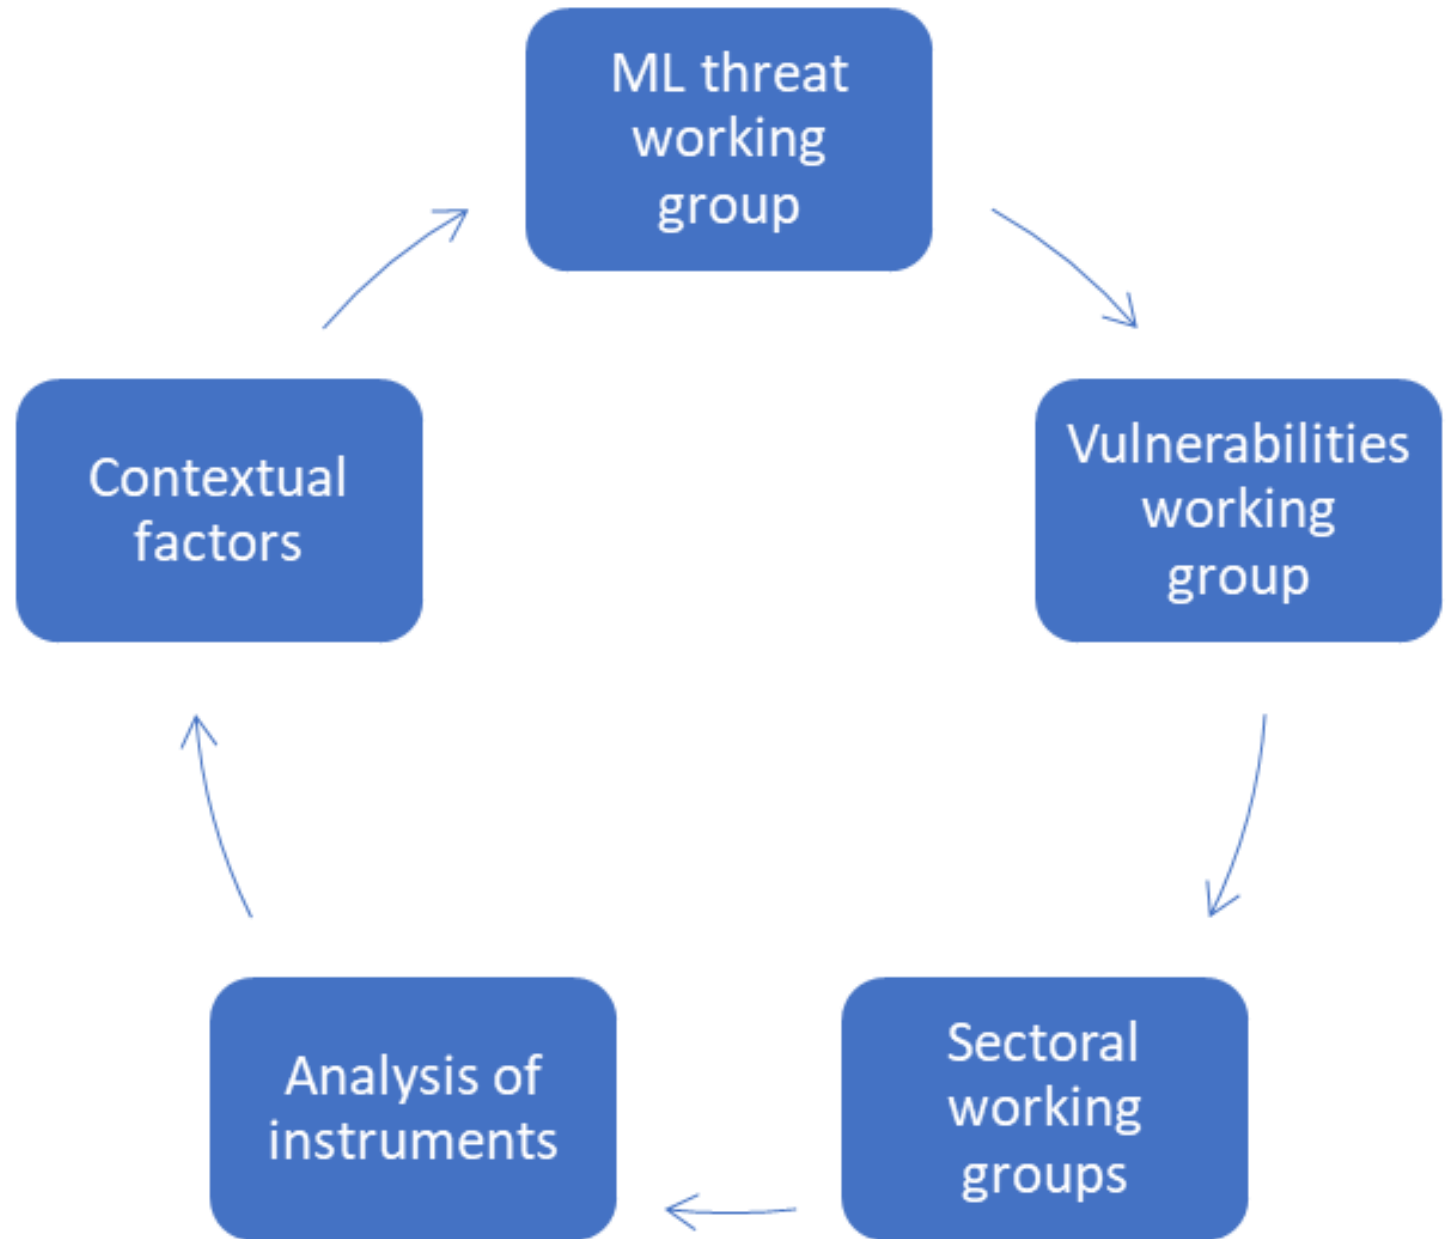 ML threat
working
group
Vulnerabilities
working
group
Sectoral
working
groups
Analysis of
instruments
Contextual
factors